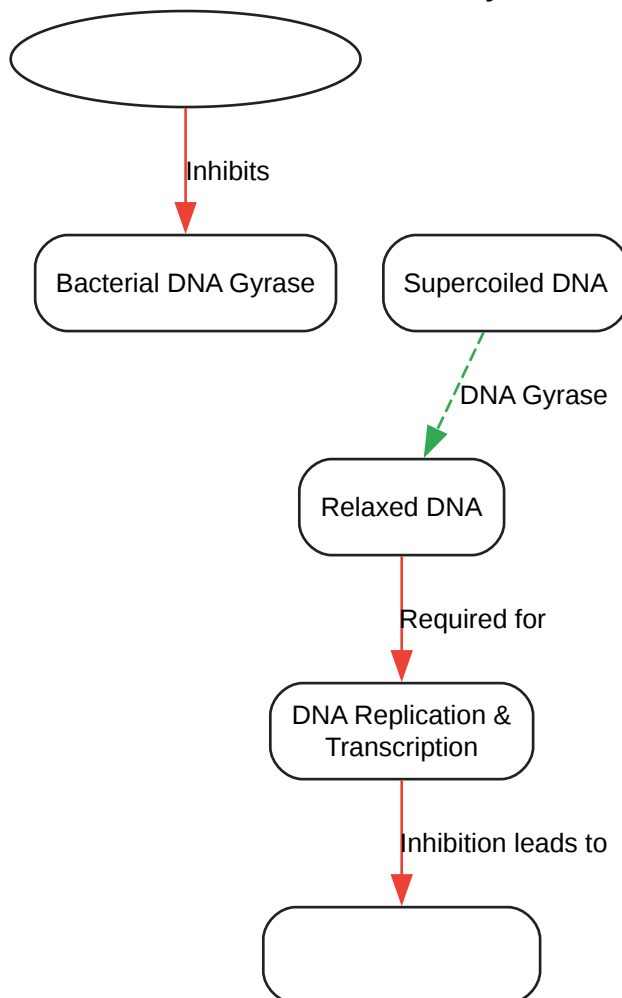 Inhibits
Bacterial DNA Gyrase
Supercoiled DNA
DNA Gyrase
Relaxed DNA
Required for
DNA Replication &
Transcription
Inhibition leads to